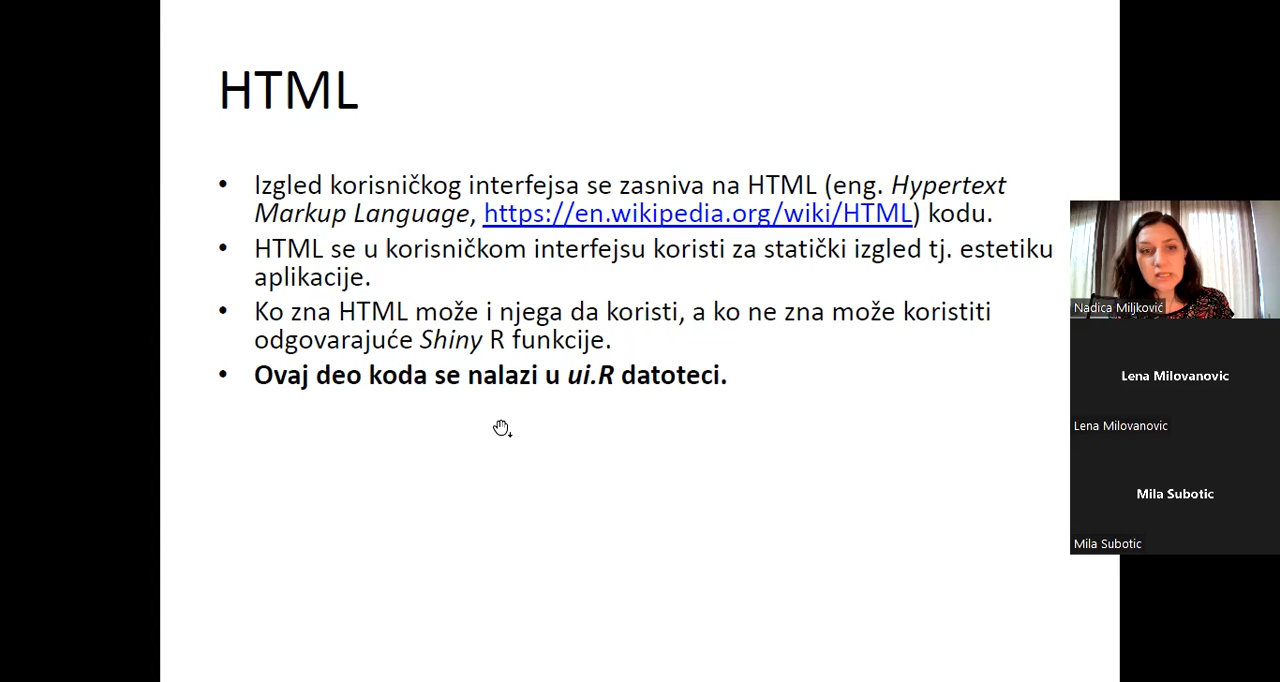 HTML
• Izgled korisničkog interfejsa se zasniva na HTML (eng. Hypertext
Markup Language, https://en.wikipedia.org/wiki/HTML) kodu.
• HTML se u korisničkom interfejsu koristi za statički izgled tj. estetiku
aplikacije.
• Ko zna HTML može i njega da koristi, a ko ne zna može koristiti
odgovarajuće Shiny R funkcije.
• Ovaj deo koda se nalazi u ui.R datoteci.
Nadica Miljković
Lena Milovanovic
Lena Milovanovic
Mila Subotic
Mila Subotic